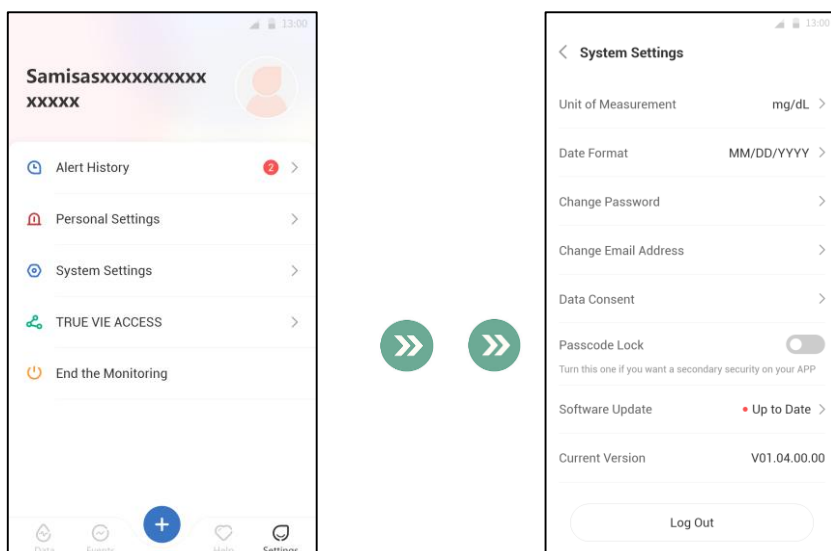 13:00
Samisasxxxxxxxxxx
xxxxx
Alert History
2
Personal Settings
System Settings
TRUE VIE ACCESS
End the Monitoring
Data
Events
Help
Settings
13:00
System Settings
Unit of Measurement mg/dL
Date Format MM/DD/YYYY
Change Password
Change Email Address
Data Consent
Passcode Lock
Turn this one if you want a secondary security on your APP
Software Update • Up to Date
Current Version V01.04.00.00
Log Out